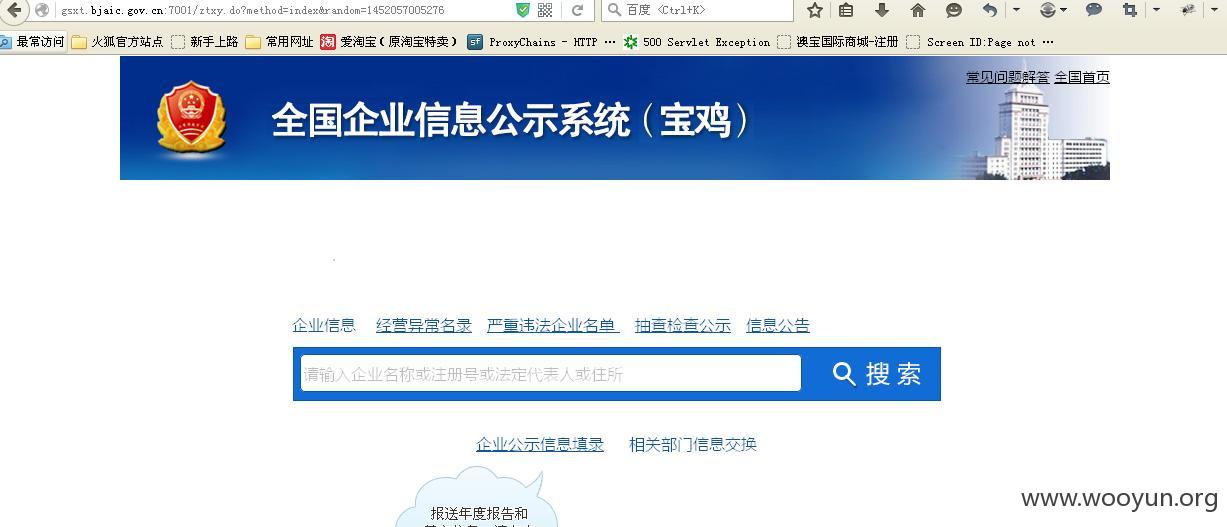 gsxt.bjaic.gov.cn:7001/ztxy.do?method=index&random=1452057005276 百度 <Ctrl+K>
最常访问 火狐官方站点 新手上路 常用网址 爱淘宝（原淘宝特卖） ProxyChains - HTTP ... 500 Servlet Exception 澳宝国际商城-注册 Screen ID:Page not ...
常见问题解答 全国首页
全国企业信息公示系统（宝鸡）
企业信息 经营异常名录 严重违法企业名单 抽查检查公示 信息公告
请输入企业名称或注册号或法定代表人或住所 搜索
企业公示信息填录 相关部门信息交换
报送年度报告和
www.wooyun.org